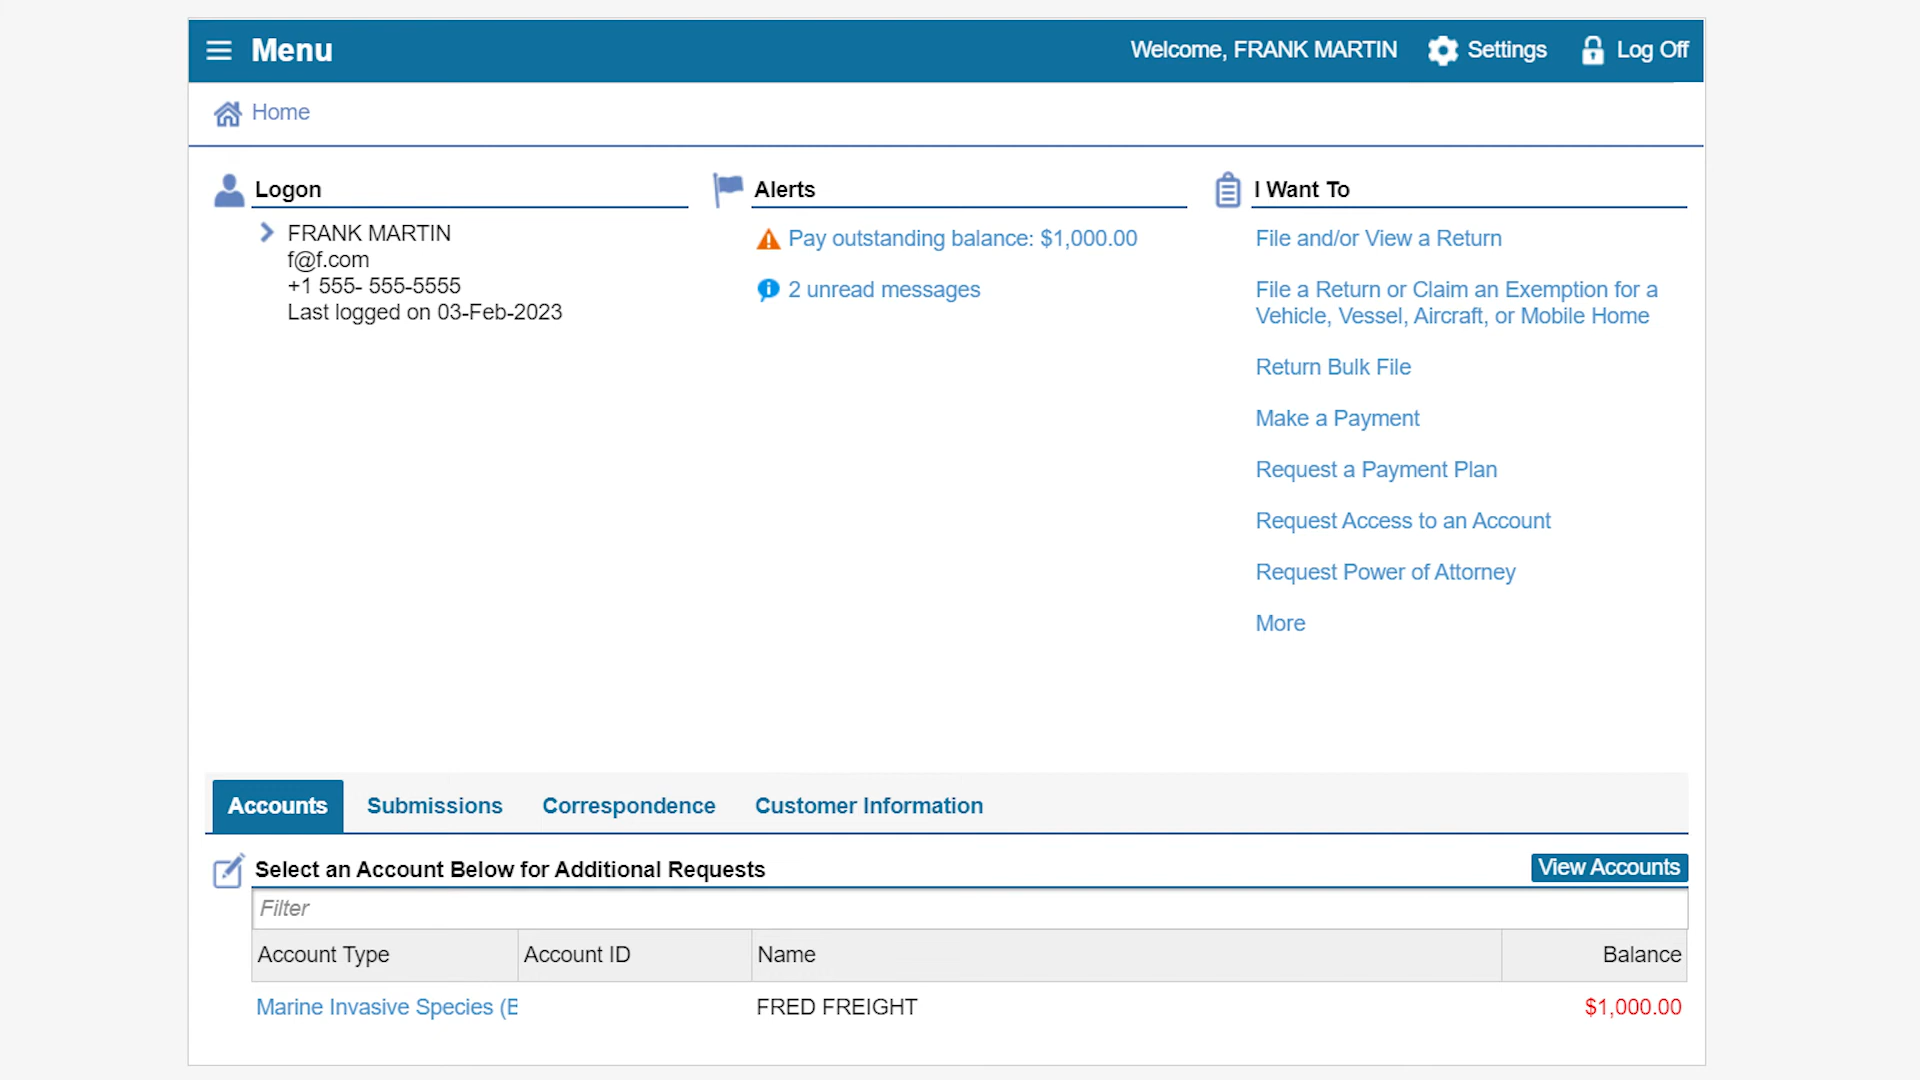 Menu
Welcome, FRANK MARTIN
Settings
Log Off
Home
Logon
FRANK MARTIN
f@f.com
+1 555- 555-5555
Last logged on 03-Feb-2023
Alerts
Pay outstanding balance: $1,000.00
2 unread messages
I Want To
File and/or View a Return
File a Return or Claim an Exemption for a
Vehicle, Vessel, Aircraft, or Mobile Home
Return Bulk File
Make a Payment
Request a Payment Plan
Request Access to an Account
Request Power of Attorney
More
Accounts
Submissions
Correspondence
Customer Information
Select an Account Below for Additional Requests
View Accounts
Filter
Account Type
Account ID
Name
Balance
Marine Invasive Species (E
FRED FREIGHT
$1,000.00